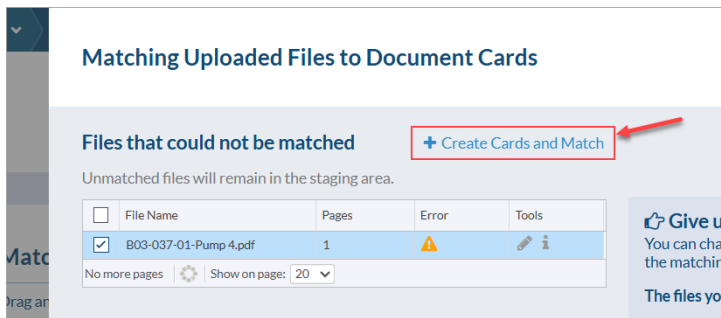 Matching Uploaded Files to Document Cards
Files that could not be matched
+ Create Cards and Match
Unmatched files will remain in the staging area.
File Name Pages Error Tools
B03-037-01-Pump 4.pdf 1
No more pages Show on page: 20
Give u
You can cha
the matchin
The files yo
Matc
Drag an